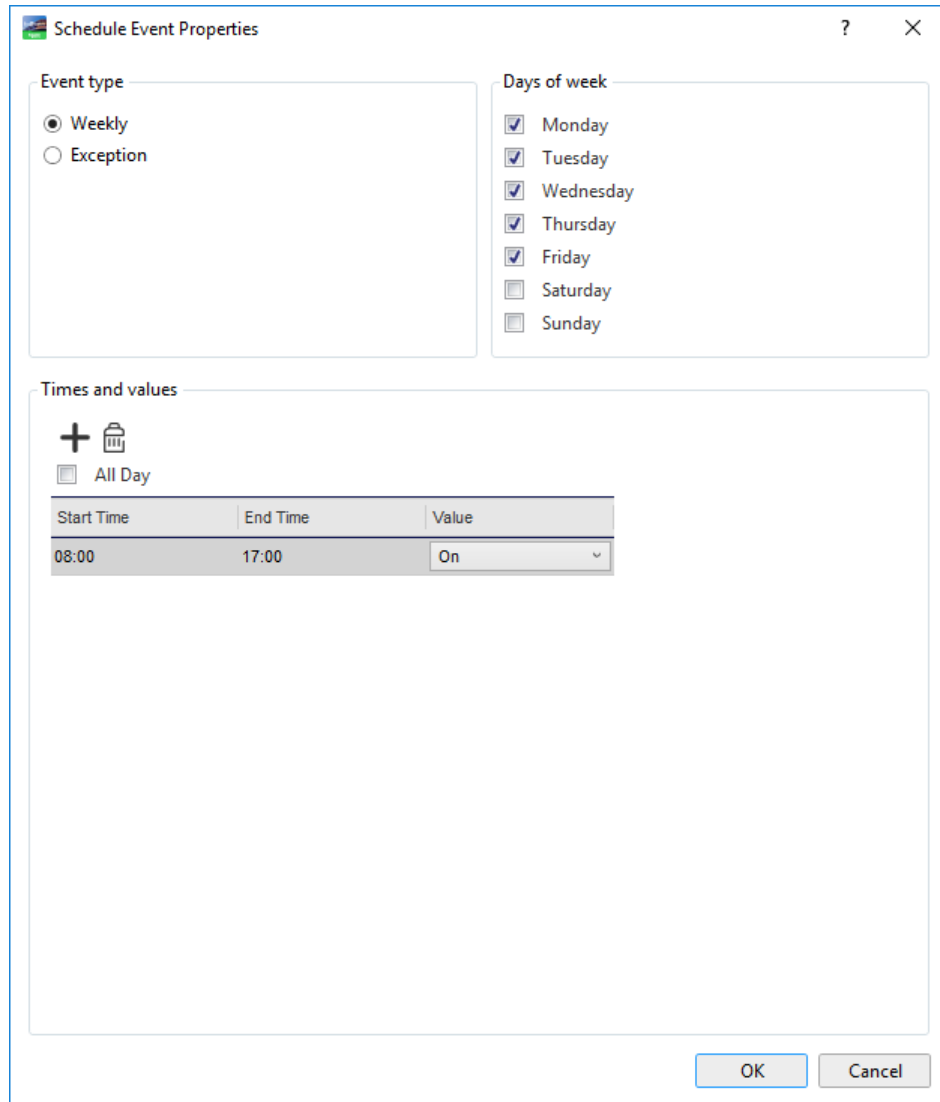 Schedule Event Properties
Event type
Weekly
Exception
Days of week
Monday
Tuesday
Wednesday
Thursday
Friday
Saturday
Sunday
Times and values
All Day
Start Time End Time Value
08:00 17:00 On
OK Cancel